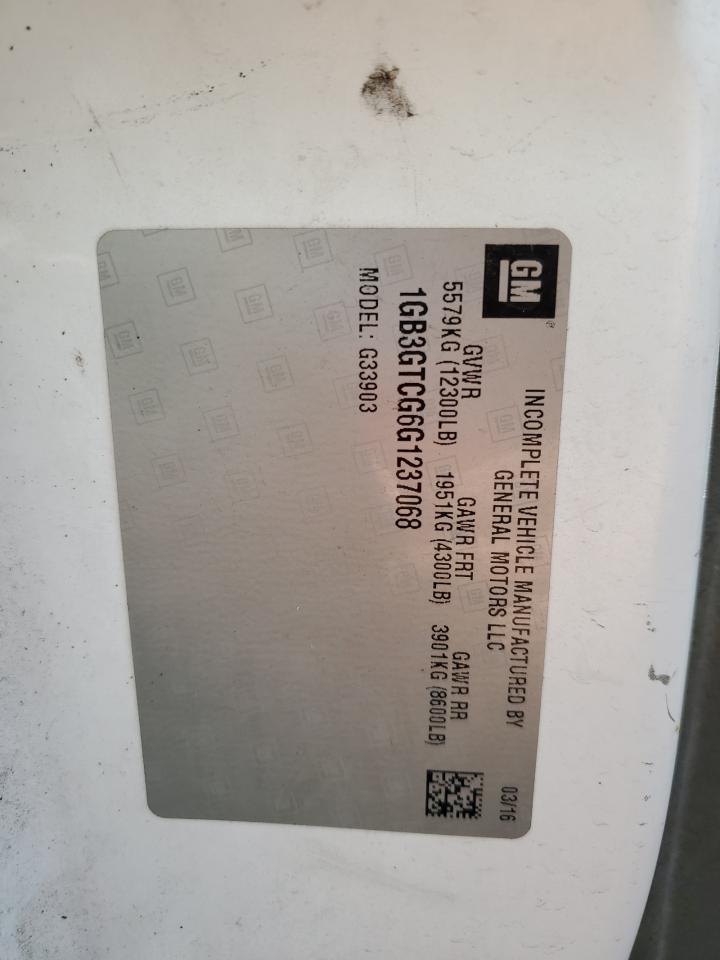 GM
INCOMPLETE VEHICLE MANUFACTURED BY
GENERAL MOTORS LLC
03/16
GVWR GAWR FRT GAWR RR
5579KG (12300LB) 1951KG (4300LB) 3901KG (8600LB)
1GB3GTCG6G1237068
MODEL: G33903